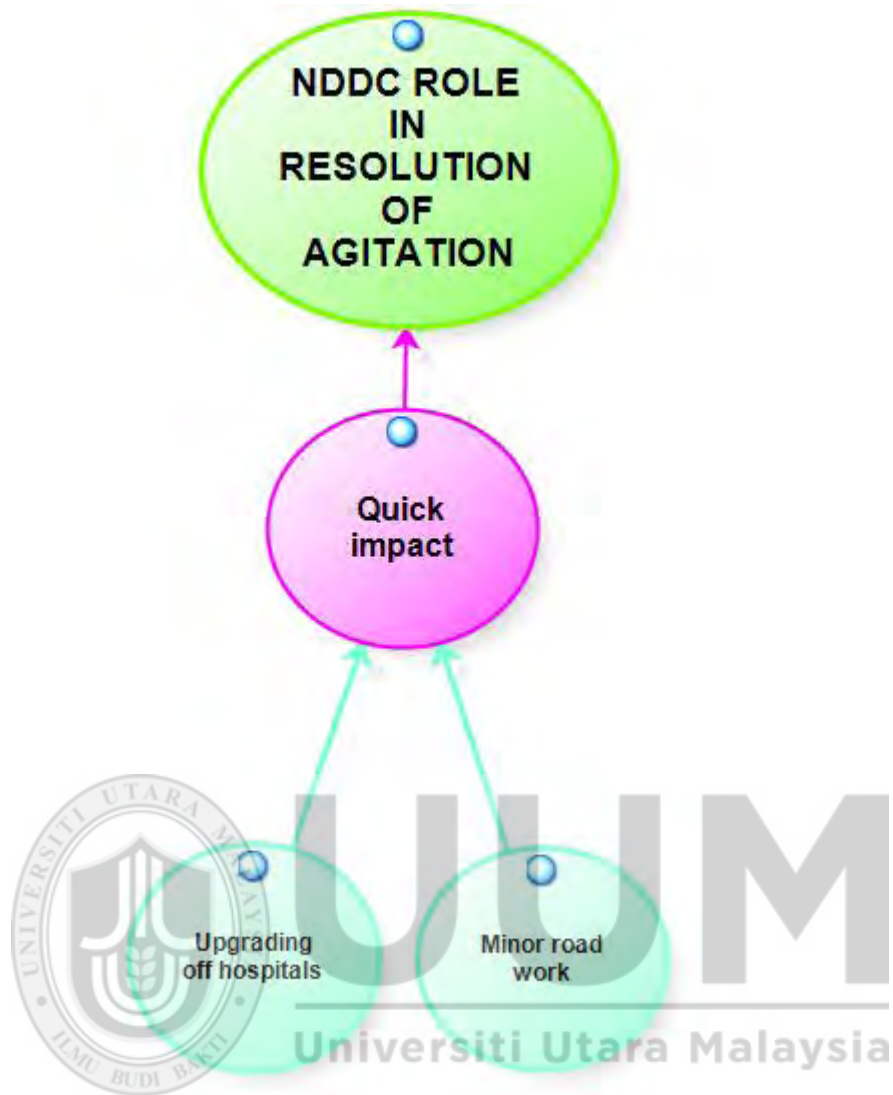 NDDC ROLE
IN
RESOLUTION
OF
AGITATION
Quick
impact
Upgrading
off hospitals
Minor road
work
UUM
Universiti Utara Malaysia
UNIVERSITI UTARA MALAYSIA
ILMU BUDI BAKTI